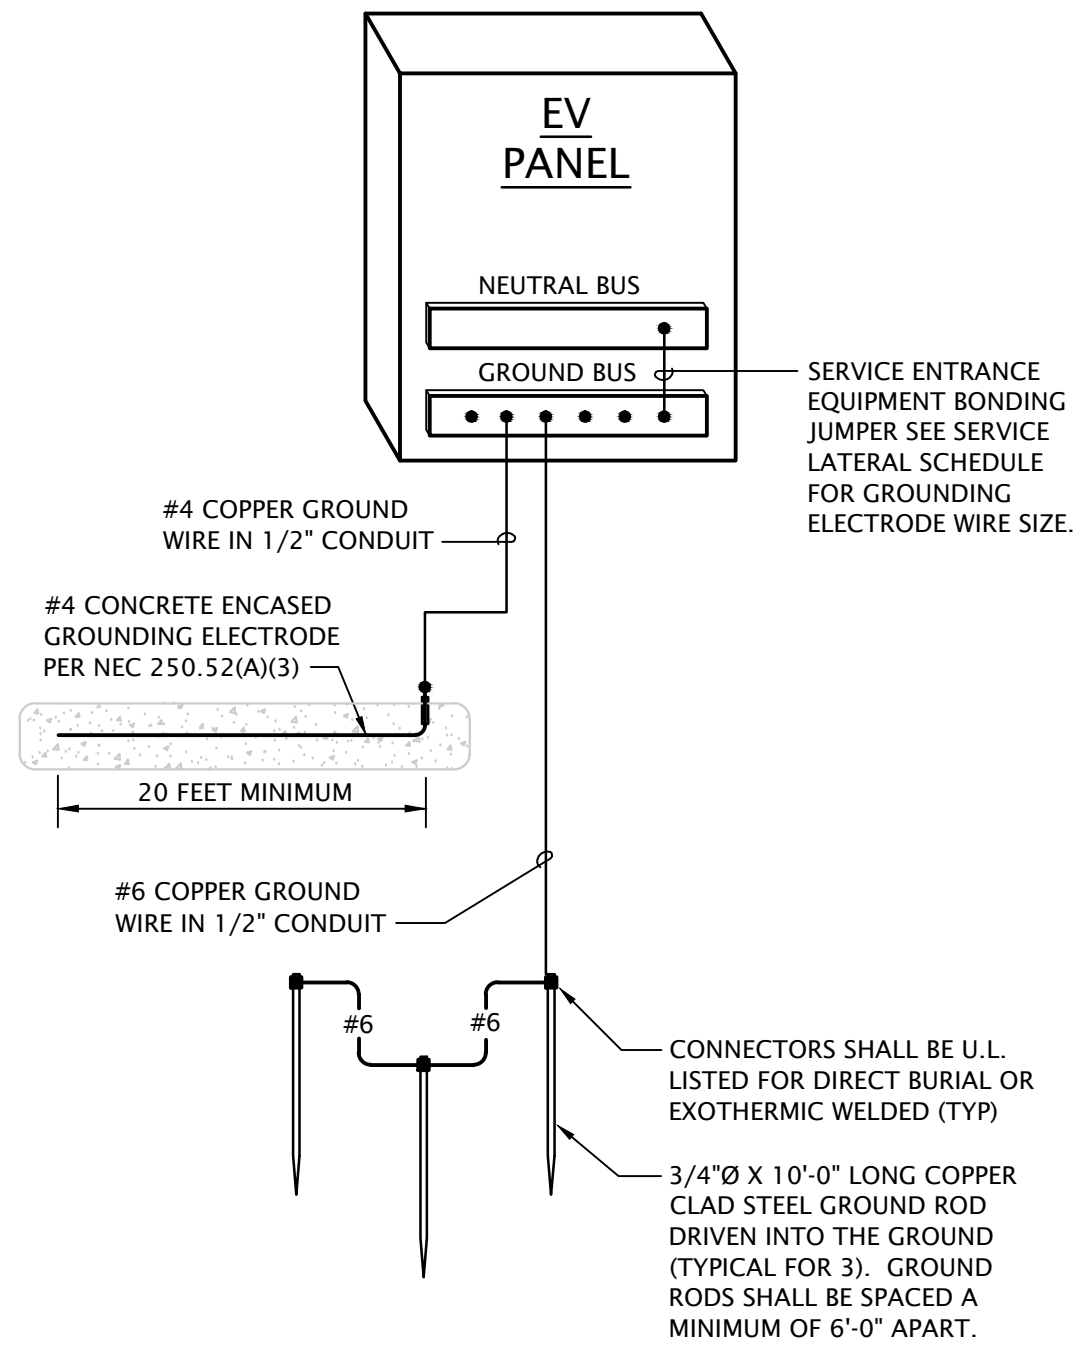 EV
PANEL
NEUTRAL BUS
GROUND BUS
SERVICE ENTRANCE
EQUIPMENT BONDING
JUMPER SEE SERVICE
LATERAL SCHEDULE
FOR GROUNDING
ELECTRODE WIRE SIZE.
#4 COPPER GROUND
WIRE IN 1/2" CONDUIT
#4 CONCRETE ENCASED
GROUNDING ELECTRODE
PER NEC 250.52(A)(3)
20 FEET MINIMUM
#6 COPPER GROUND
WIRE IN 1/2" CONDUIT
#6
#6
CONNECTORS SHALL BE U.L.
LISTED FOR DIRECT BURIAL OR
EXOTHERMIC WELDED (TYP)
3/4"Ø X 10'-0" LONG COPPER
CLAD STEEL GROUND ROD
DRIVEN INTO THE GROUND
(TYPICAL FOR 3).  GROUND
RODS SHALL BE SPACED A
MINIMUM OF 6'-0" APART.